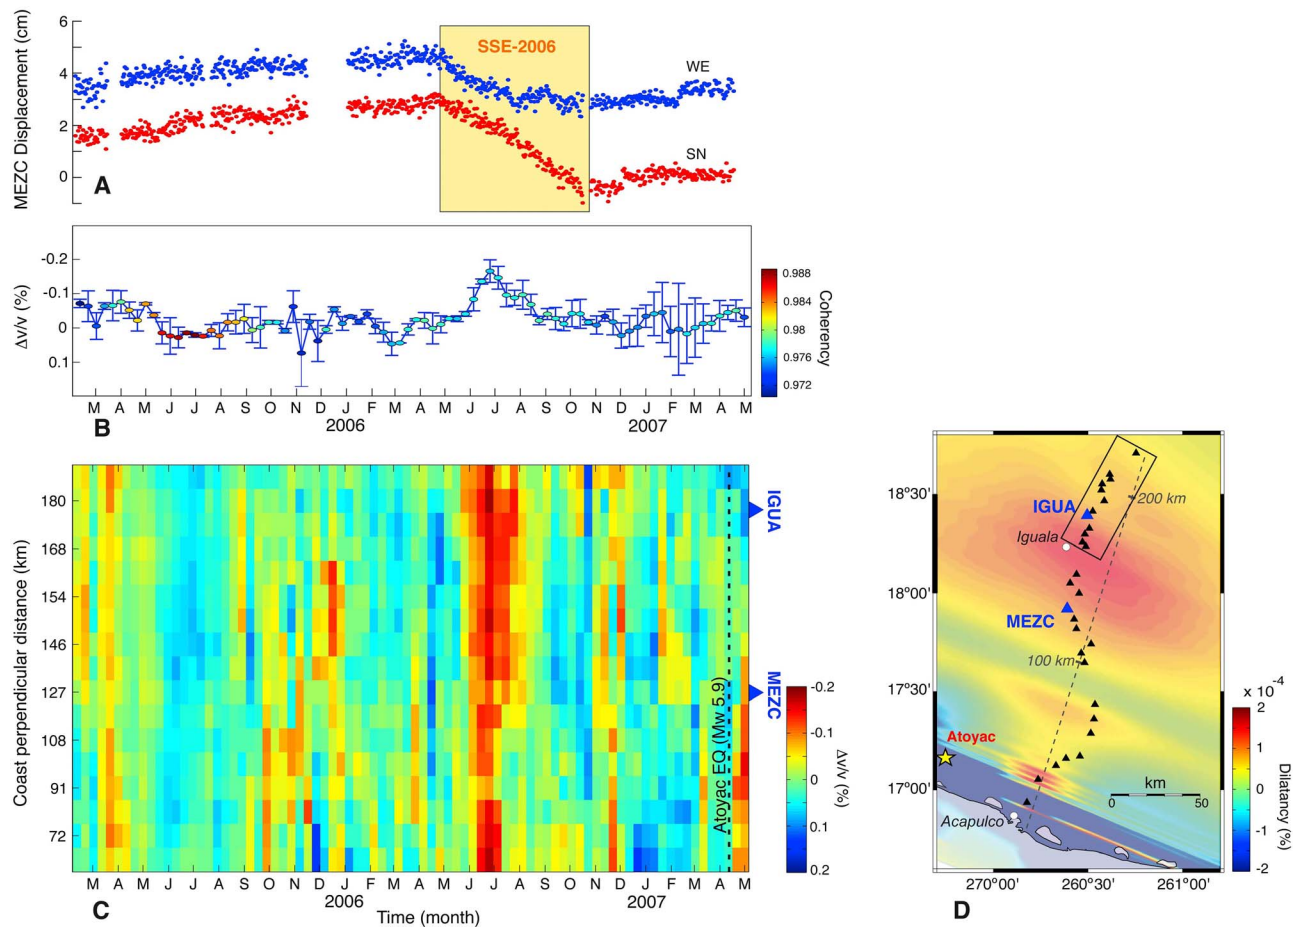 MEZC Displacement (cm)
6
4
2
0
SSE-2006
WE
SN
A
Δv/v (%)
-0.2
-0.1
0
0.1
M A M J J A S O N D J F M A M J J A S O N D J F M A M
2006
2007
B
0.988
0.984
0.98
0.976
0.972
Coherency
Coast perpendicular distance (km)
180
168
154
146
127
108
91
72
Atoyac EQ (Mw 5.9)
IGUA
MEZC
M A M J J A S O N D J F M A M J J A S O N D J F M A M
2006
2007
Time (month)
C
-0.2
-0.1
0
0.1
0.2
Δv/v (%)
18°30'
18°00'
17°30'
17°00'
IGUA
200 km
Iguala
MEZC
100 km
Atoyac
km
0
50
Acapulco
270°00'
260°30'
261°00'
D
x 10⁻⁴
2
1
0
-1
-2
Dilatancy (%)